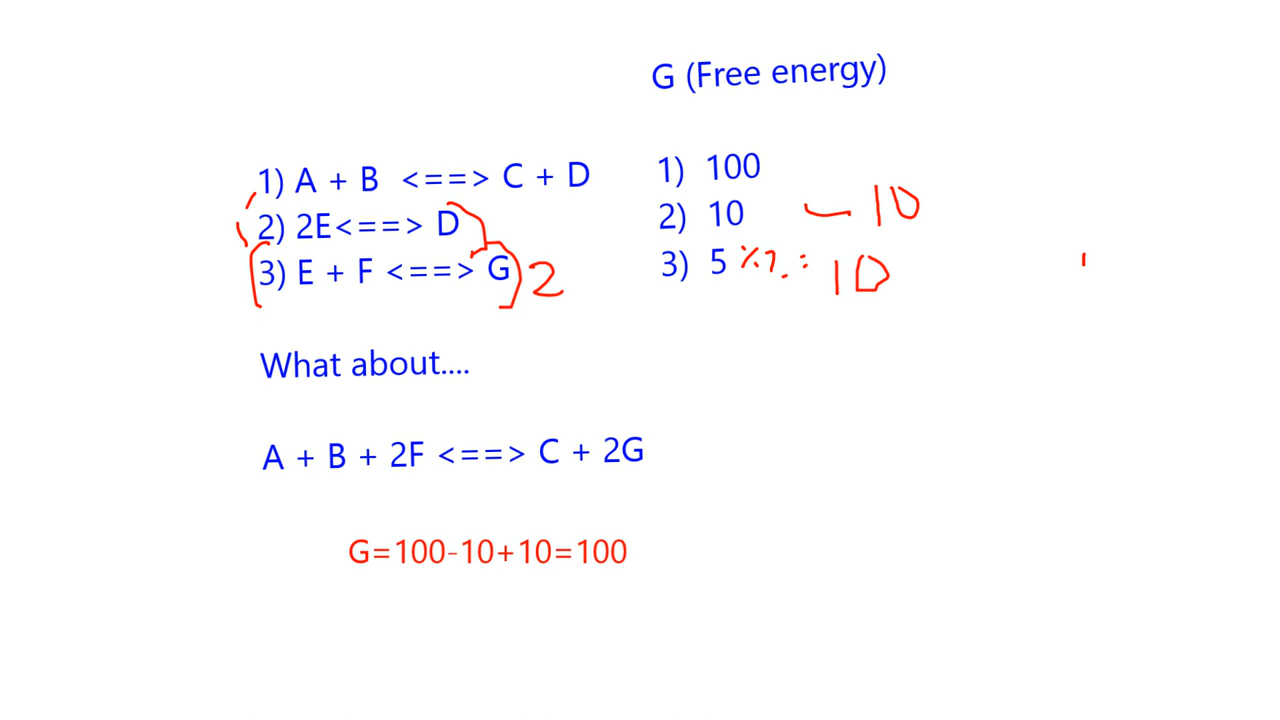 G (Free energy)
1) A + B <==> C + D 1) 100
2) 2E<==> D 2) 10 - 10
3) E + F <==> G 2 3) 5 = 10
What about....
A + B + 2F <==> C + 2G
G=100-10+10=100